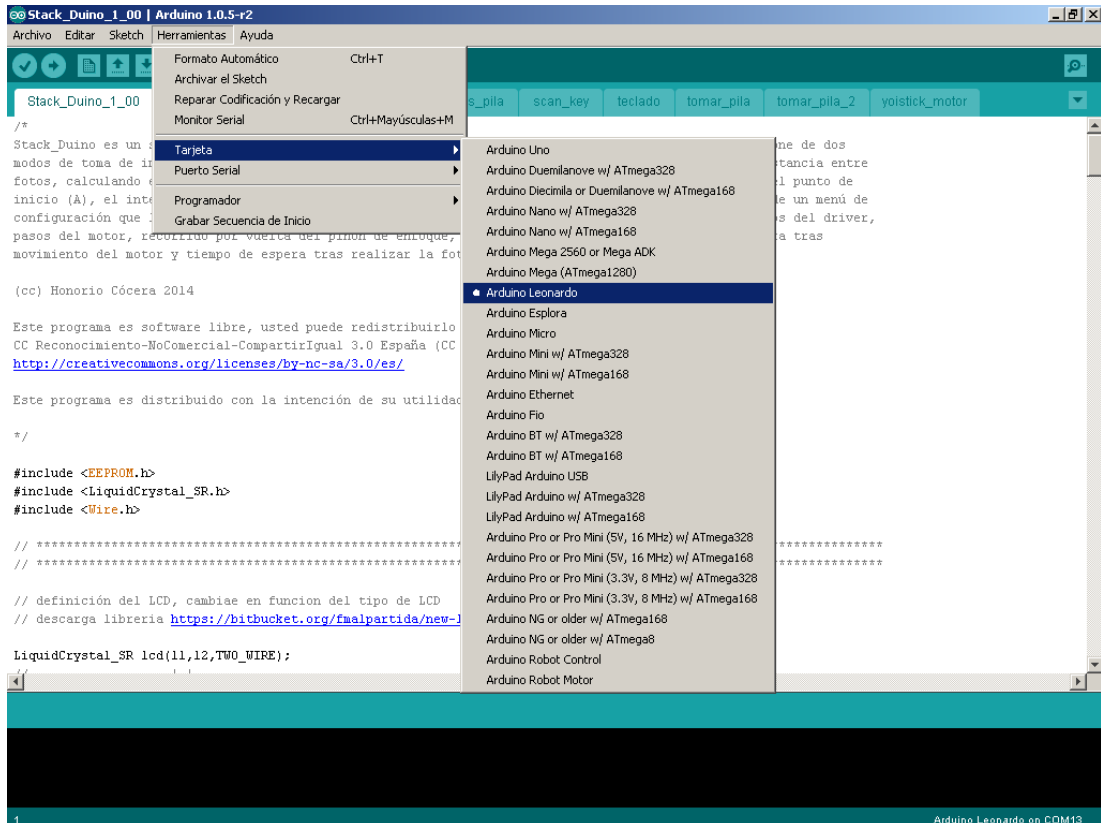 Stack_Duino_1_00 | Arduino 1.0.5-r2
Archivo Editar Sketch Herramientas Ayuda
Formato Automático Ctrl+T
Archivar el Sketch
Reparar Codificación y Recargar
Monitor Serial Ctrl+Mayúsculas+M
Tarjeta
Puerto Serial
Programador
Grabar Secuencia de Inicio
Stack_Duino_1_00 s_pila scan_key teclado tomar_pila tomar_pila_2 yoistick_motor
Arduino Uno
Arduino Duemilanove w/ ATmega328
Arduino Diecimila or Duemilanove w/ ATmega168
Arduino Nano w/ ATmega328
Arduino Nano w/ ATmega168
Arduino Mega 2560 or Mega ADK
Arduino Mega (ATmega1280)
Arduino Leonardo
Arduino Esplora
Arduino Micro
Arduino Mini w/ ATmega328
Arduino Mini w/ ATmega168
Arduino Ethernet
Arduino Fio
Arduino BT w/ ATmega328
Arduino BT w/ ATmega168
LilyPad Arduino USB
LilyPad Arduino w/ ATmega328
LilyPad Arduino w/ ATmega168
Arduino Pro or Pro Mini (5V, 16 MHz) w/ ATmega328
Arduino Pro or Pro Mini (5V, 16 MHz) w/ ATmega168
Arduino Pro or Pro Mini (3.3V, 8 MHz) w/ ATmega328
Arduino Pro or Pro Mini (3.3V, 8 MHz) w/ ATmega168
Arduino NG or older w/ ATmega168
Arduino NG or older w/ ATmega8
Arduino Robot Control
Arduino Robot Motor
/*
Stack_Duino es un ne de dos
modos de toma de tancia entre
fotos, calculando el punto de
inicio (A), el de un menú de
configuración que s del driver,
pasos del motor, recorrido por vuelta del piñón de enfoque, a tras
movimiento del motor y tiempo de espera tras realizar la
(cc) Honorio Cócera 2014
Este programa es software libre, usted puede redistribuirlo
CC Reconocimiento-NoComercial-CompartirIgual 3.0 España (CC
http://creativecommons.org/licenses/by-nc-sa/3.0/es/
Este programa es distribuido con la intención de su
*/
#include <EEPROM.h>
#include <LiquidCrystal_SR.h>
#include <Wire.h>
// ******************************************************************
// ******************************************************************
// definición del LCD, cambiae en funcion del tipo de LCD
// descarga libreria https://bitbucket.org/fmalpartida/new-
LiquidCrystal_SR lcd(11,12,TWO_WIRE);
1 Arduino Leonardo on COM13